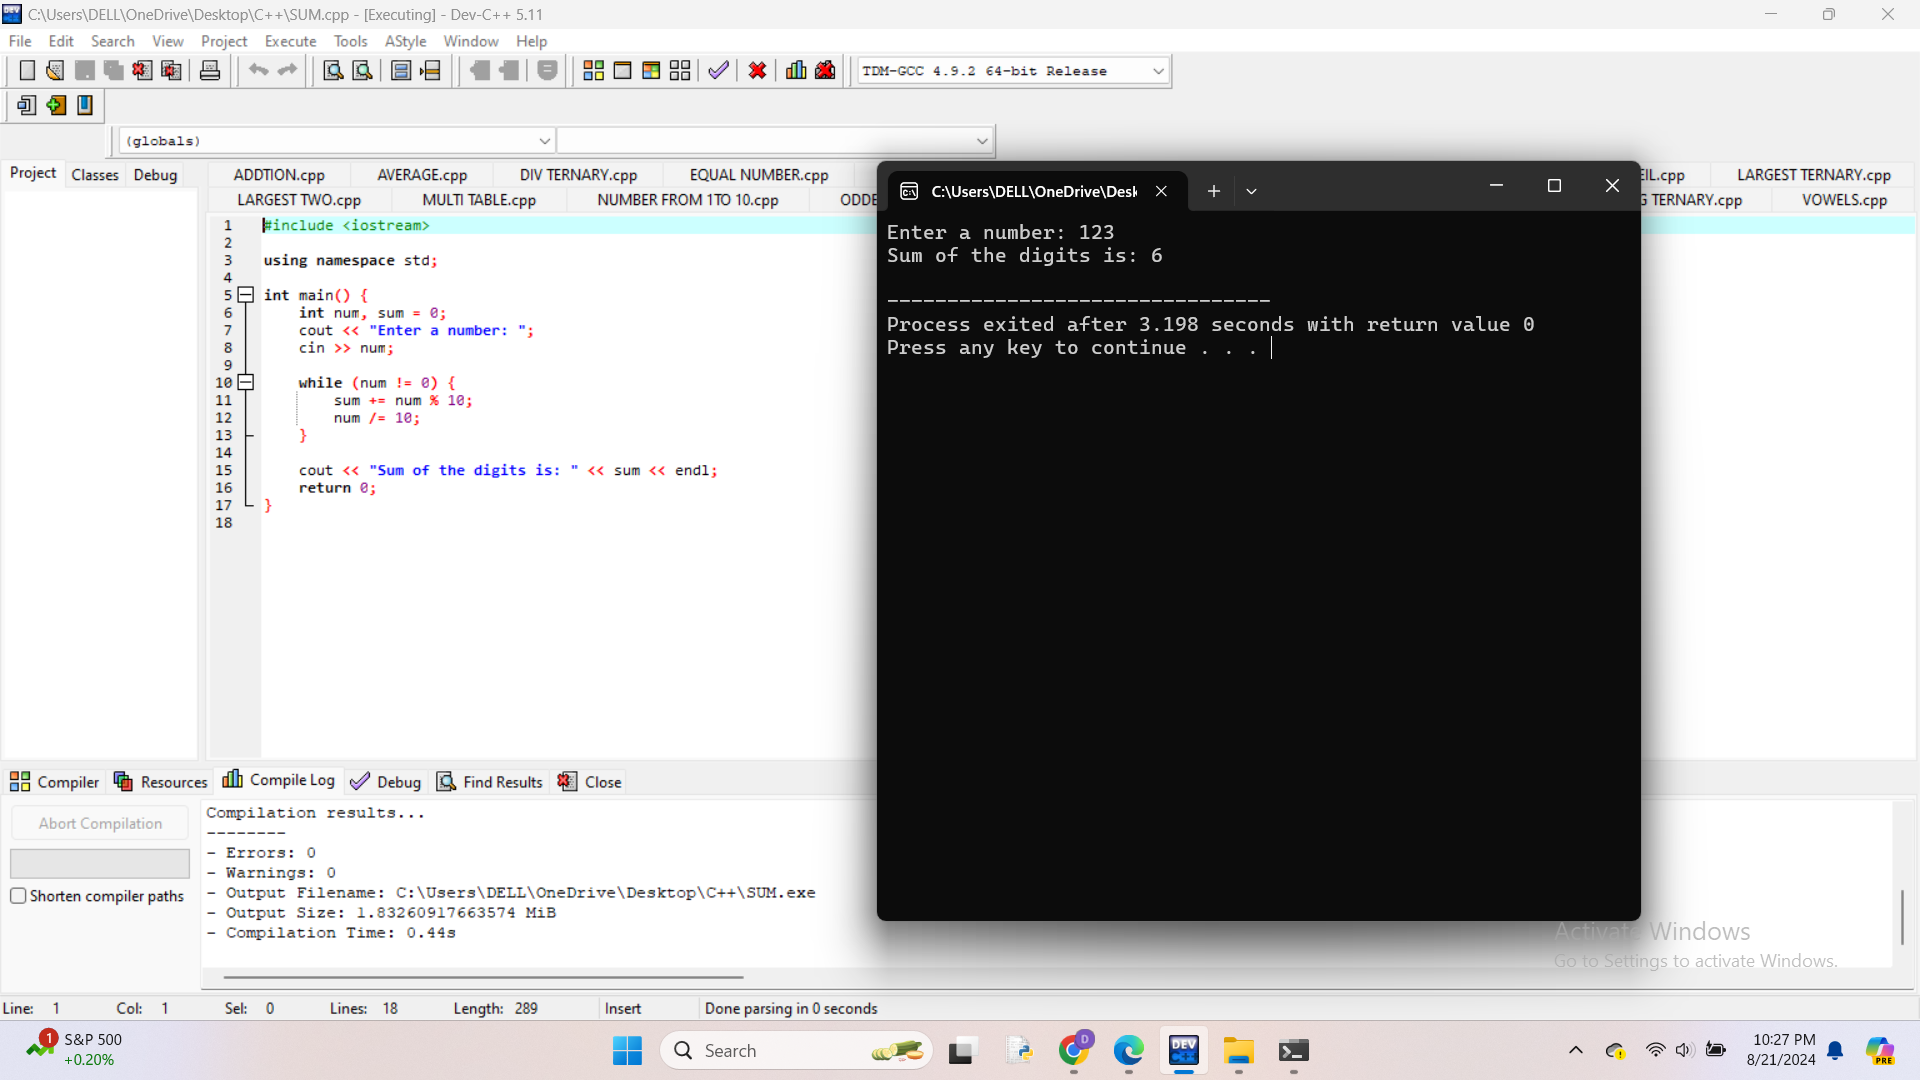 C:\Users\DELL\OneDrive\Desktop\C++\SUM.cpp - [Executing] - Dev-C++ 5.11
File Edit Search View Project Execute Tools AStyle Window Help
TDM-GCC 4.9.2 64-bit Release
(globals)
Project Classes Debug
ADDTION.cpp AVERAGE.cpp DIV TERNARY.cpp EQUAL NUMBER.cpp EIL.cpp LARGEST TERNARY.cpp
LARGEST TWO.cpp MULTI TABLE.cpp NUMBER FROM 1TO 10.cpp ODDE G TERNARY.cpp VOWELS.cpp
1 #include <iostream>
2
3 using namespace std;
4
5 int main() {
6 int num, sum = 0;
7 cout << "Enter a number: ";
8 cin >> num;
9
10 while (num != 0) {
11 sum += num % 10;
12 num /= 10;
13 }
14
15 cout << "Sum of the digits is: " << sum << endl;
16 return 0;
17 }
18
C:\Users\DELL\OneDrive\Desk
Enter a number: 123
Sum of the digits is: 6
--------------------------------
Process exited after 3.198 seconds with return value 0
Press any key to continue . . .
Compiler Resources Compile Log Debug Find Results Close
Abort Compilation
Shorten compiler paths
Compilation results...
--------
- Errors: 0
- Warnings: 0
- Output Filename: C:\Users\DELL\OneDrive\Desktop\C++\SUM.exe
- Output Size: 1.83260917663574 MiB
- Compilation Time: 0.44s
Activate Windows
Go to Settings to activate Windows.
Line: 1 Col: 1 Sel: 0 Lines: 18 Length: 289 Insert Done parsing in 0 seconds
1
S&P 500
+0.20%
Search
D
DEV
C++
10:27 PM
8/21/2024
PRE